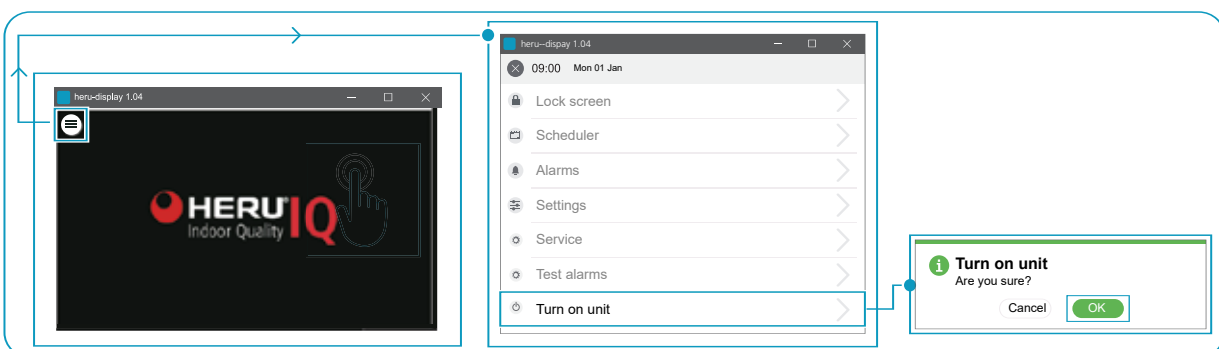 heru-display 1.04
HERU® IQ
Indoor Quality
heru--dispay 1.04
09:00 Mon 01 Jan
Lock screen
Scheduler
Alarms
Settings
Service
Test alarms
Turn on unit
Turn on unit
Are you sure?
Cancel OK